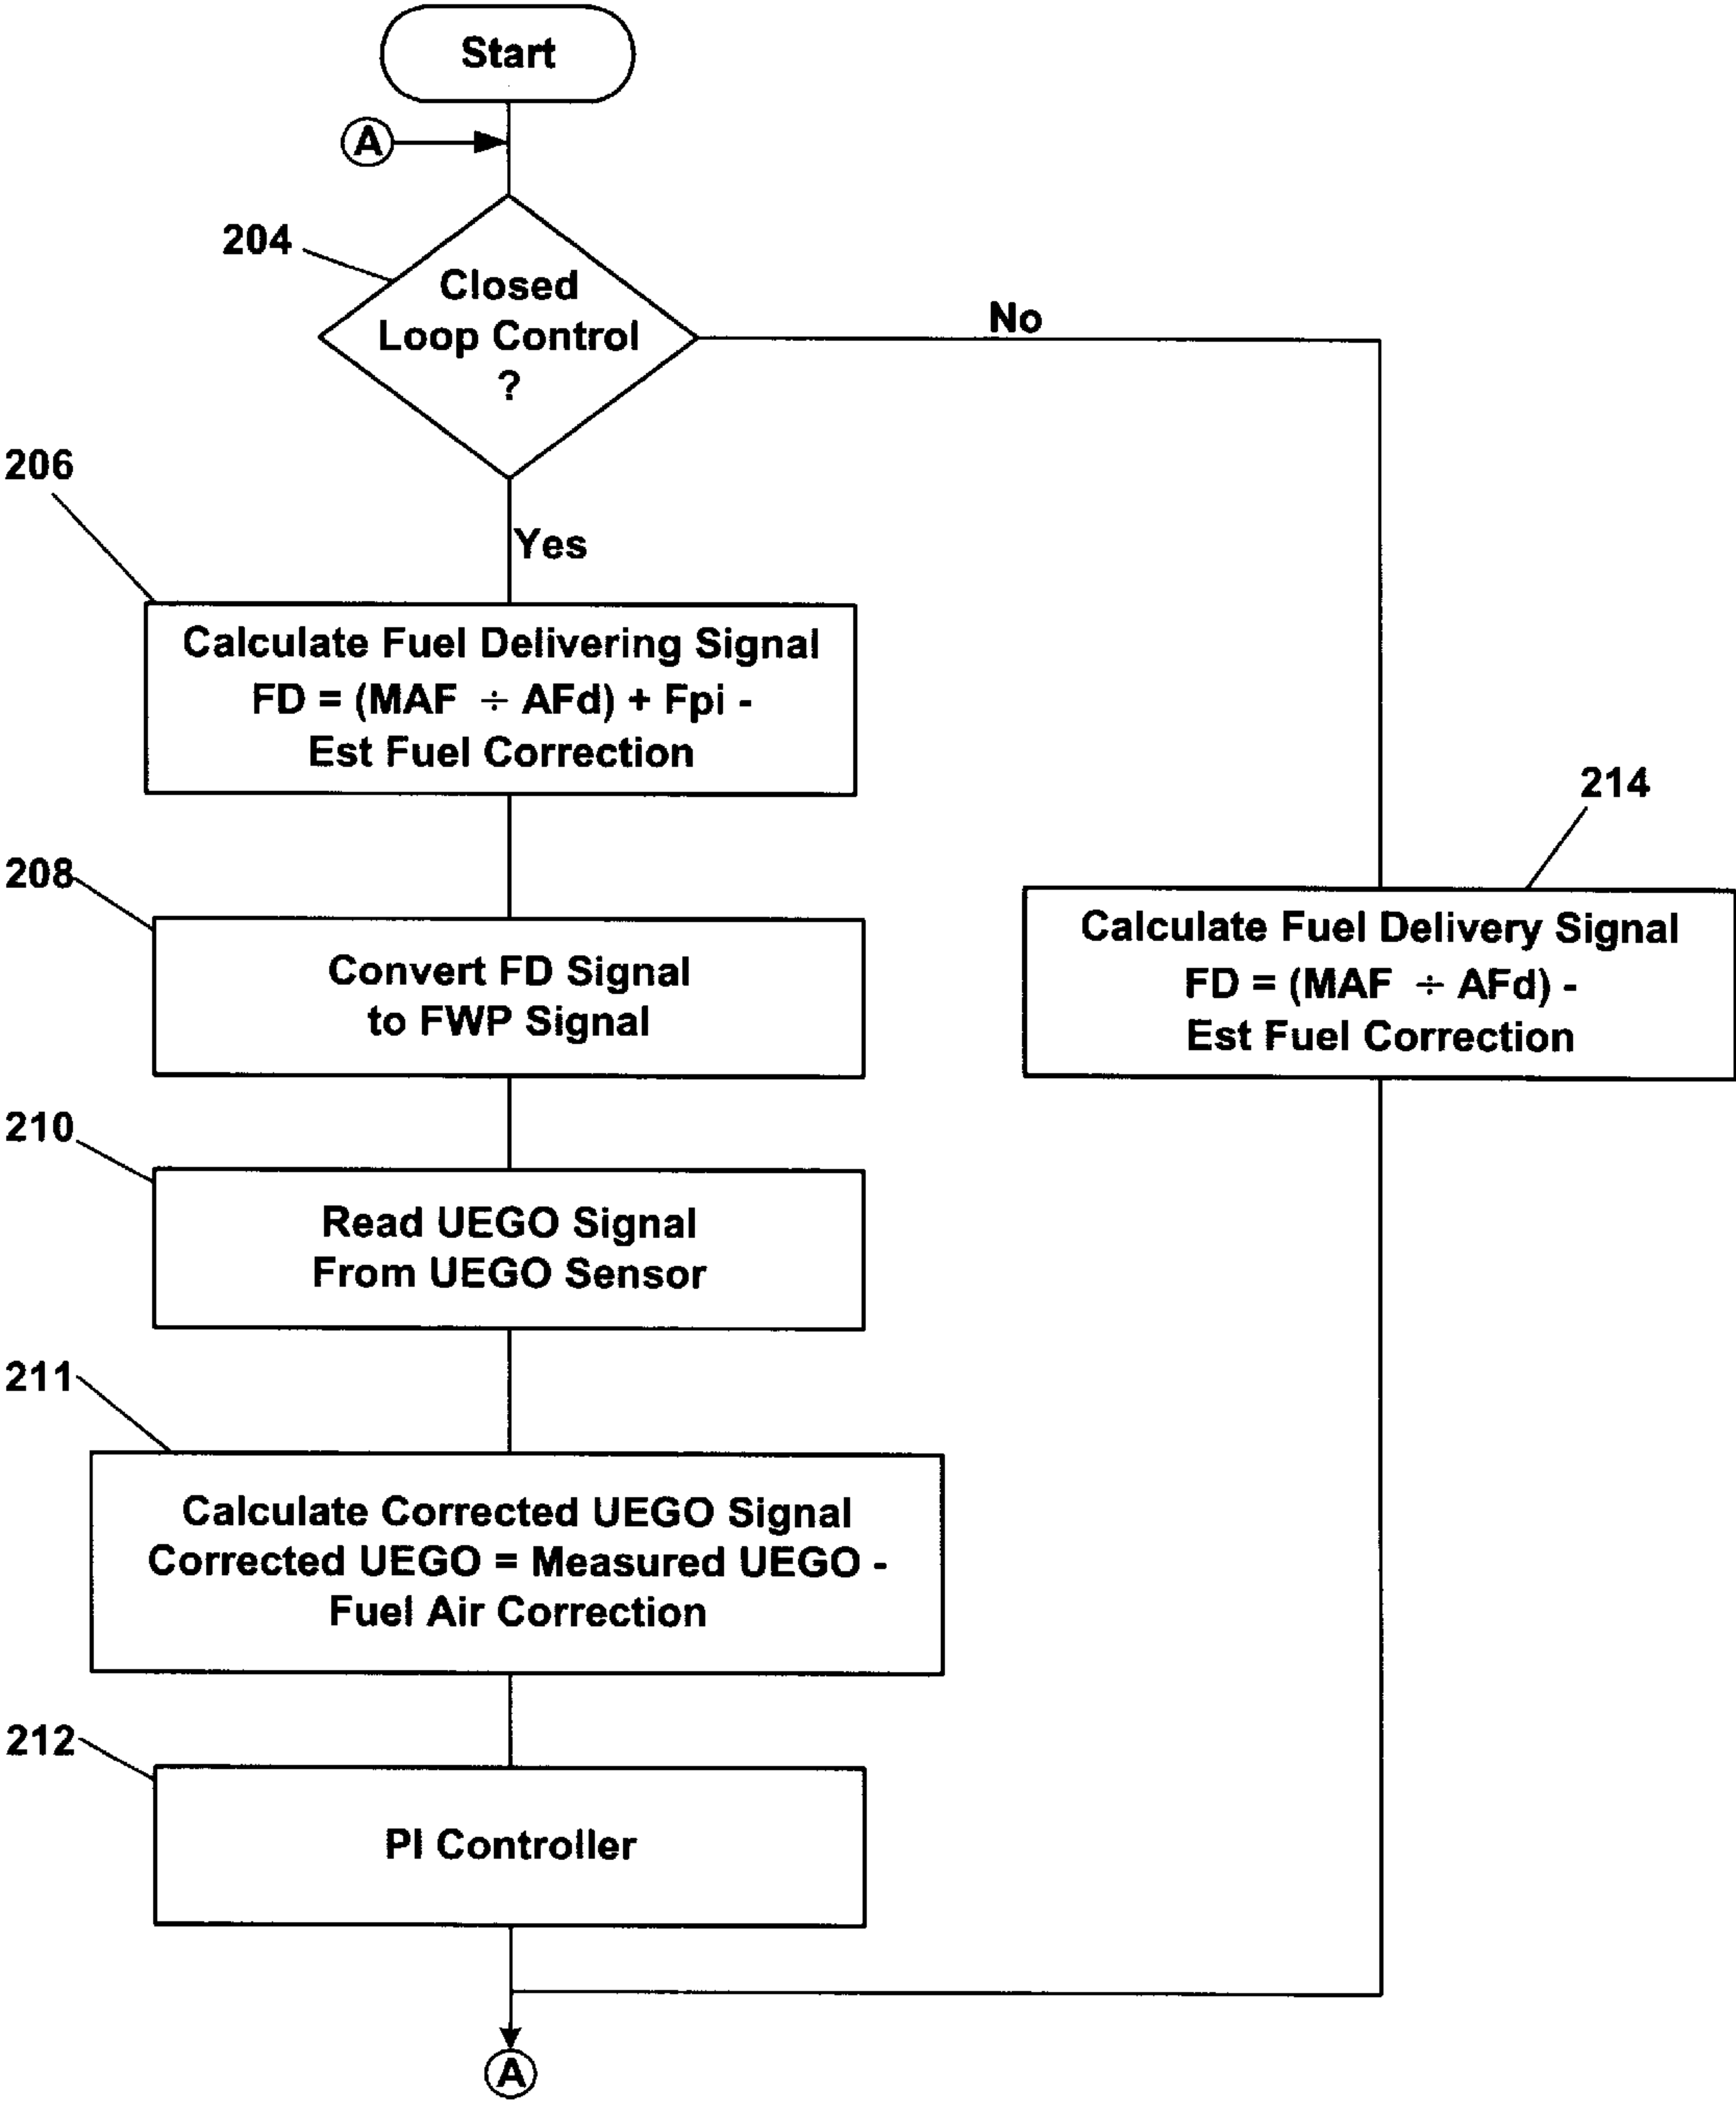 Start
A
204
Closed
Loop Control
?
No
206
Yes
Calculate Fuel Delivering Signal
FD = (MAF ÷ AFd) + Fpi -
Est Fuel Correction
214
208
Convert FD Signal
to FWP Signal
Calculate Fuel Delivery Signal
FD = (MAF ÷ AFd) -
Est Fuel Correction
210
Read UEGO Signal
From UEGO Sensor
211
Calculate Corrected UEGO Signal
Corrected UEGO = Measured UEGO -
Fuel Air Correction
212
PI Controller
A